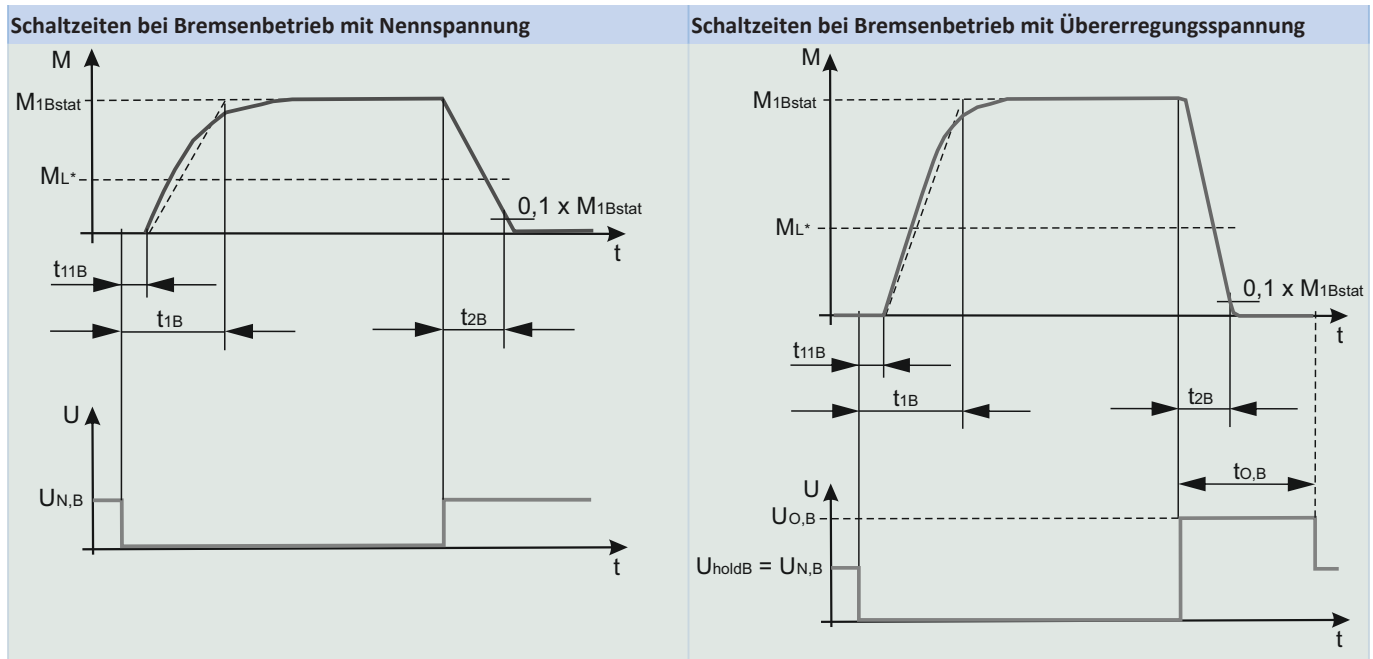 Schaltzeiten bei Bremsenbetrieb mit Nennspannung
M
M1Bstat
ML*
0,1 x M1Bstat
t
t11B
t1B
t2B
U
UN,B
t
Schaltzeiten bei Bremsenbetrieb mit Übererregungsspannung
M
M1Bstat
ML*
0,1 x M1Bstat
t
t11B
t1B
t2B
tO,B
U
UO,B
UholdB = UN,B
t